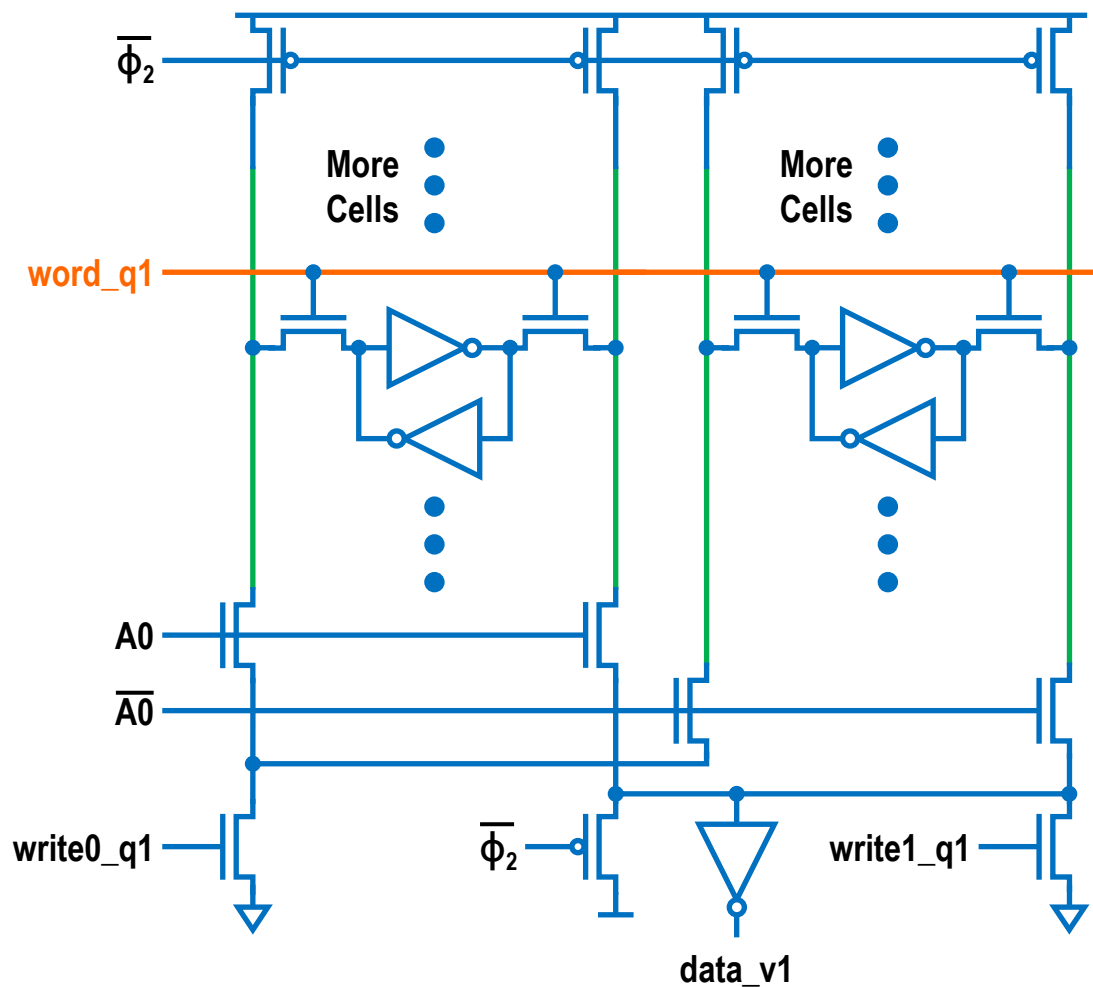 ϕ̅₂
More
Cells
More
Cells
word_q1
A0
A̅0̅
write0_q1
ϕ̅₂
write1_q1
data_v1